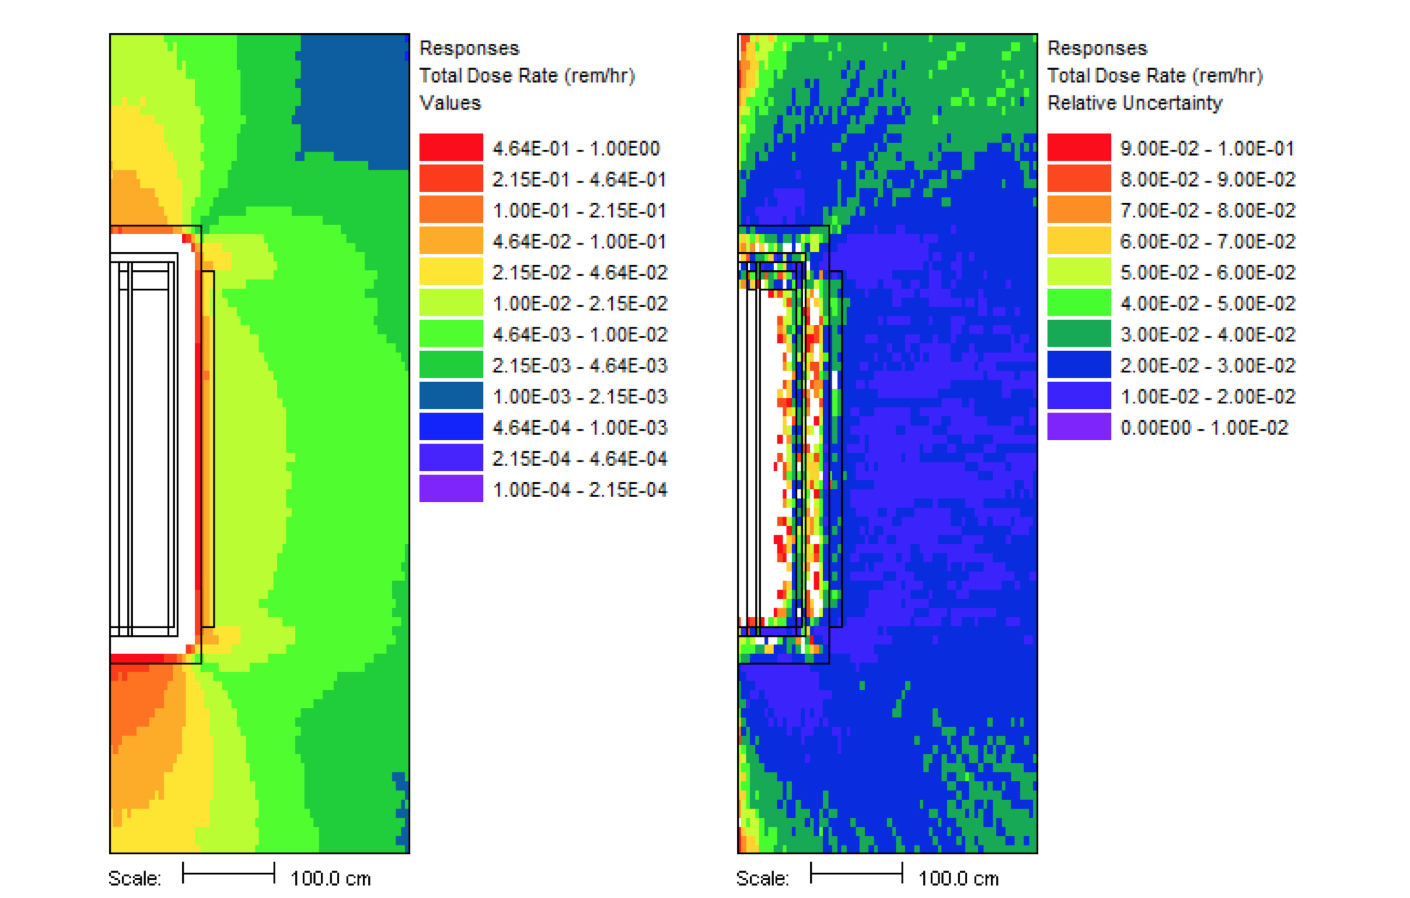 Responses
Total Dose Rate (rem/hr)
Values
4.64E-01 - 1.00E00
2.15E-01 - 4.64E-01
1.00E-01 - 2.15E-01
4.64E-02 - 1.00E-01
2.15E-02 - 4.64E-02
1.00E-02 - 2.15E-02
4.64E-03 - 1.00E-02
2.15E-03 - 4.64E-03
1.00E-03 - 2.15E-03
4.64E-04 - 1.00E-03
2.15E-04 - 4.64E-04
1.00E-04 - 2.15E-04
Scale: 100.0 cm
Responses
Total Dose Rate (rem/hr)
Relative Uncertainty
9.00E-02 - 1.00E-01
8.00E-02 - 9.00E-02
7.00E-02 - 8.00E-02
6.00E-02 - 7.00E-02
5.00E-02 - 6.00E-02
4.00E-02 - 5.00E-02
3.00E-02 - 4.00E-02
2.00E-02 - 3.00E-02
1.00E-02 - 2.00E-02
0.00E00 - 1.00E-02
Scale: 100.0 cm